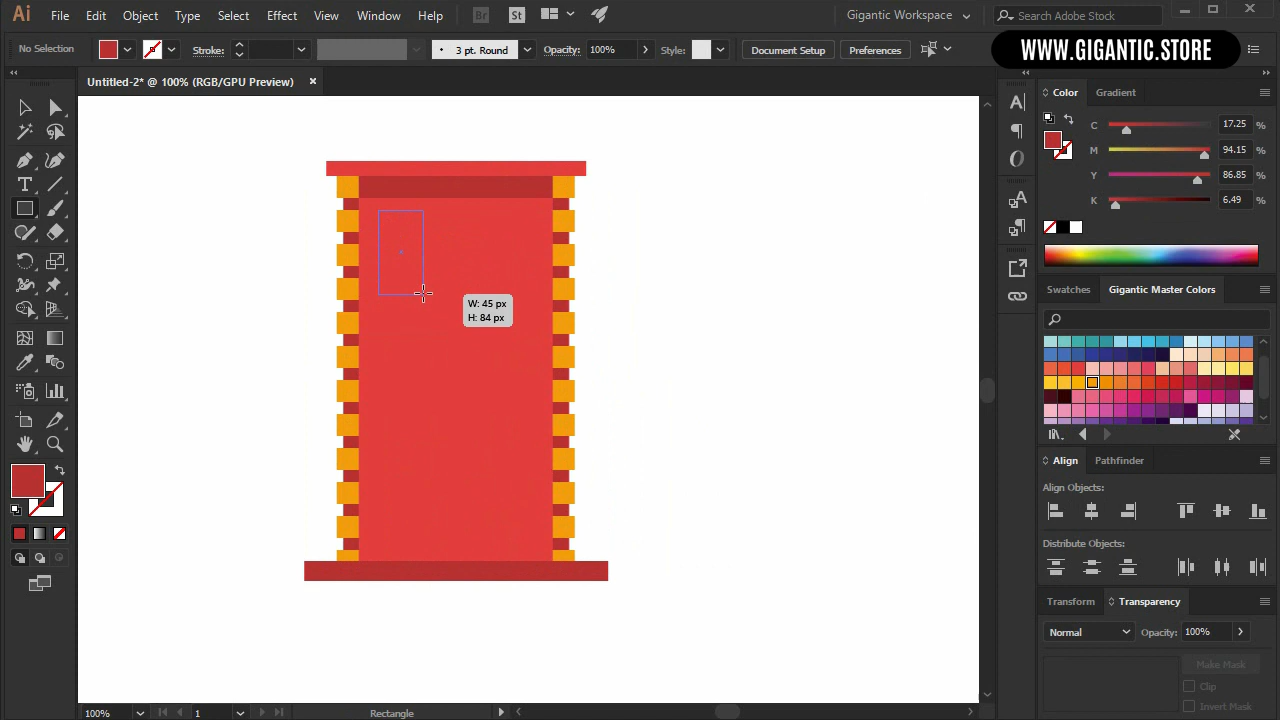 Ai File Edit Object Type Select Effect View Window Help Br St Gigantic Workspace Search Adobe Stock
No Selection Stroke: 3 pt. Round Opacity: 100% Style: Document Setup Preferences
WWW.GIGANTIC.STORE
Untitled-2* @ 100% (RGB/GPU Preview)
Color Gradient
C 17.25 %
M 94.15 %
Y 86.85 %
K 6.49 %
Swatches Gigantic Master Colors
W: 45 px
H: 84 px
Align Pathfinder
Align Objects:
Distribute Objects:
Transform Transparency
Normal Opacity: 100%
Make Mask
Clip
Invert Mask
100% 1 Rectangle